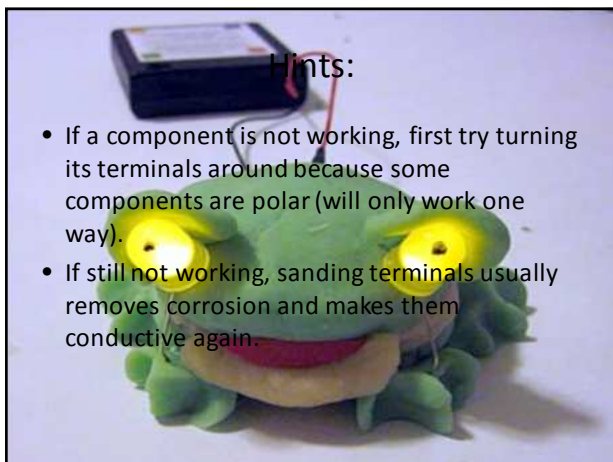 Hints:
• If a component is not working, first try turning
its terminals around because some
components are polar (will only work one
way).
• If still not working, sanding terminals usually
removes corrosion and makes them
conductive again.